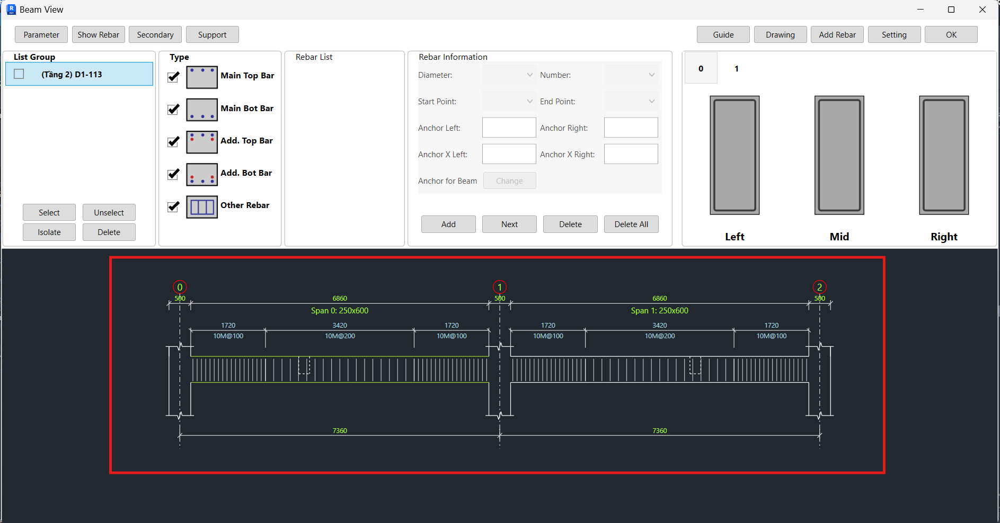 Beam View
Parameter
Show Rebar
Secondary
Support
Guide
Drawing
Add Rebar
Setting
OK
List Group
(Tầng 2) D1-113
Select
Unselect
Isolate
Delete
Type
Main Top Bar
Main Bot Bar
Add. Top Bar
Add. Bot Bar
Other Rebar
Rebar List
Rebar Information
Diameter:
Number:
Start Point:
End Point:
Anchor Left:
Anchor Right:
Anchor X Left:
Anchor X Right:
Anchor for Beam
Change
Add
Next
Delete
Delete All
0
1
Left
Mid
Right
0
1
2
500
6860
500
6860
500
Span 0: 250x600
Span 1: 250x600
1720
3420
1720
1720
3420
1720
10M@100
10M@200
10M@100
10M@100
10M@200
10M@100
7360
7360